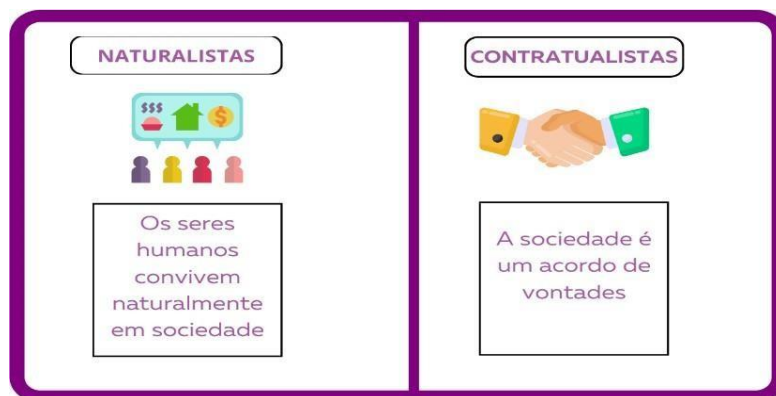 NATURALISTAS
$$$
$
Os seres
humanos
convivem
naturalmente
em sociedade
CONTRATUALISTAS
A sociedade é
um acordo de
vontades